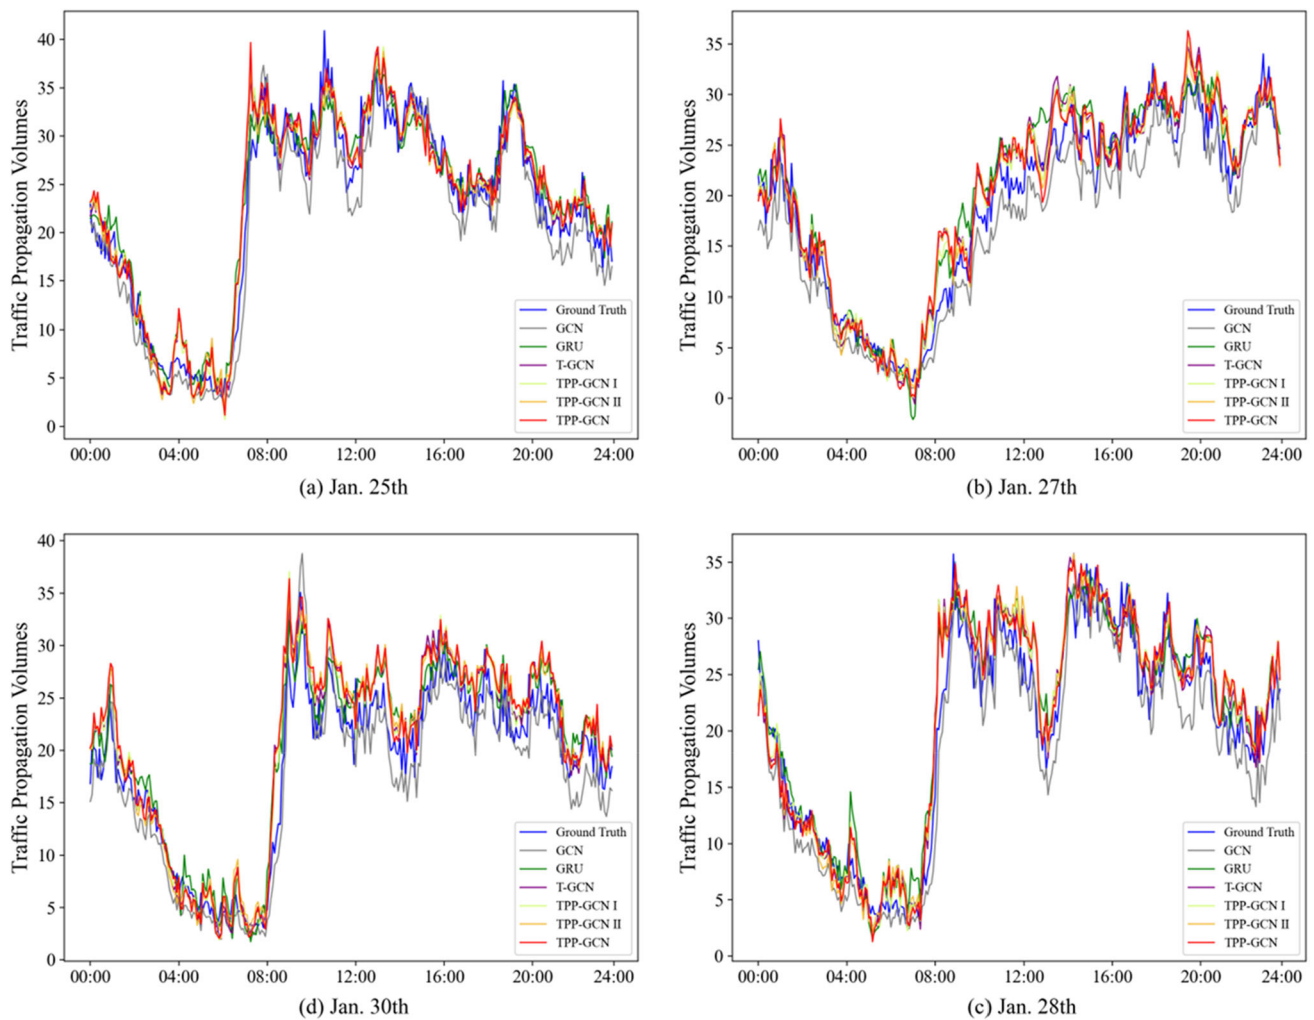 Traffic Propagation Volumes
40
35
30
25
20
15
10
5
0
Ground Truth
GCN
GRU
T-GCN
TPP-GCN I
TPP-GCN II
TPP-GCN
00:00 04:00 08:00 12:00 16:00 20:00 24:00
(a) Jan. 25th
Traffic Propagation Volumes
35
30
25
20
15
10
5
0
Ground Truth
GCN
GRU
T-GCN
TPP-GCN I
TPP-GCN II
TPP-GCN
00:00 04:00 08:00 12:00 16:00 20:00 24:00
(b) Jan. 27th
Traffic Propagation Volumes
40
35
30
25
20
15
10
5
0
Ground Truth
GCN
GRU
T-GCN
TPP-GCN I
TPP-GCN II
TPP-GCN
00:00 04:00 08:00 12:00 16:00 20:00 24:00
(d) Jan. 30th
Traffic Propagation Volumes
35
30
25
20
15
10
5
0
Ground Truth
GCN
GRU
T-GCN
TPP-GCN I
TPP-GCN II
TPP-GCN
00:00 04:00 08:00 12:00 16:00 20:00 24:00
(c) Jan. 28th